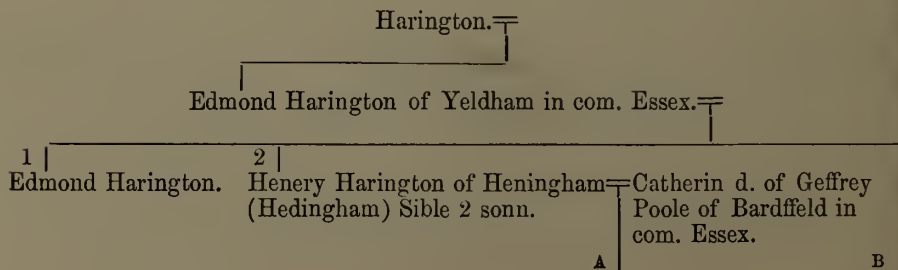 Harington.
Edmond Harington of Yeldham in com. Essex.
1 2
Edmond Harington. Henery Harington of Heningham Catherin d. of Geffrey
(Hedingham) Sible 2 sonn. Poole of Bardffeld in
com. Essex.
A B